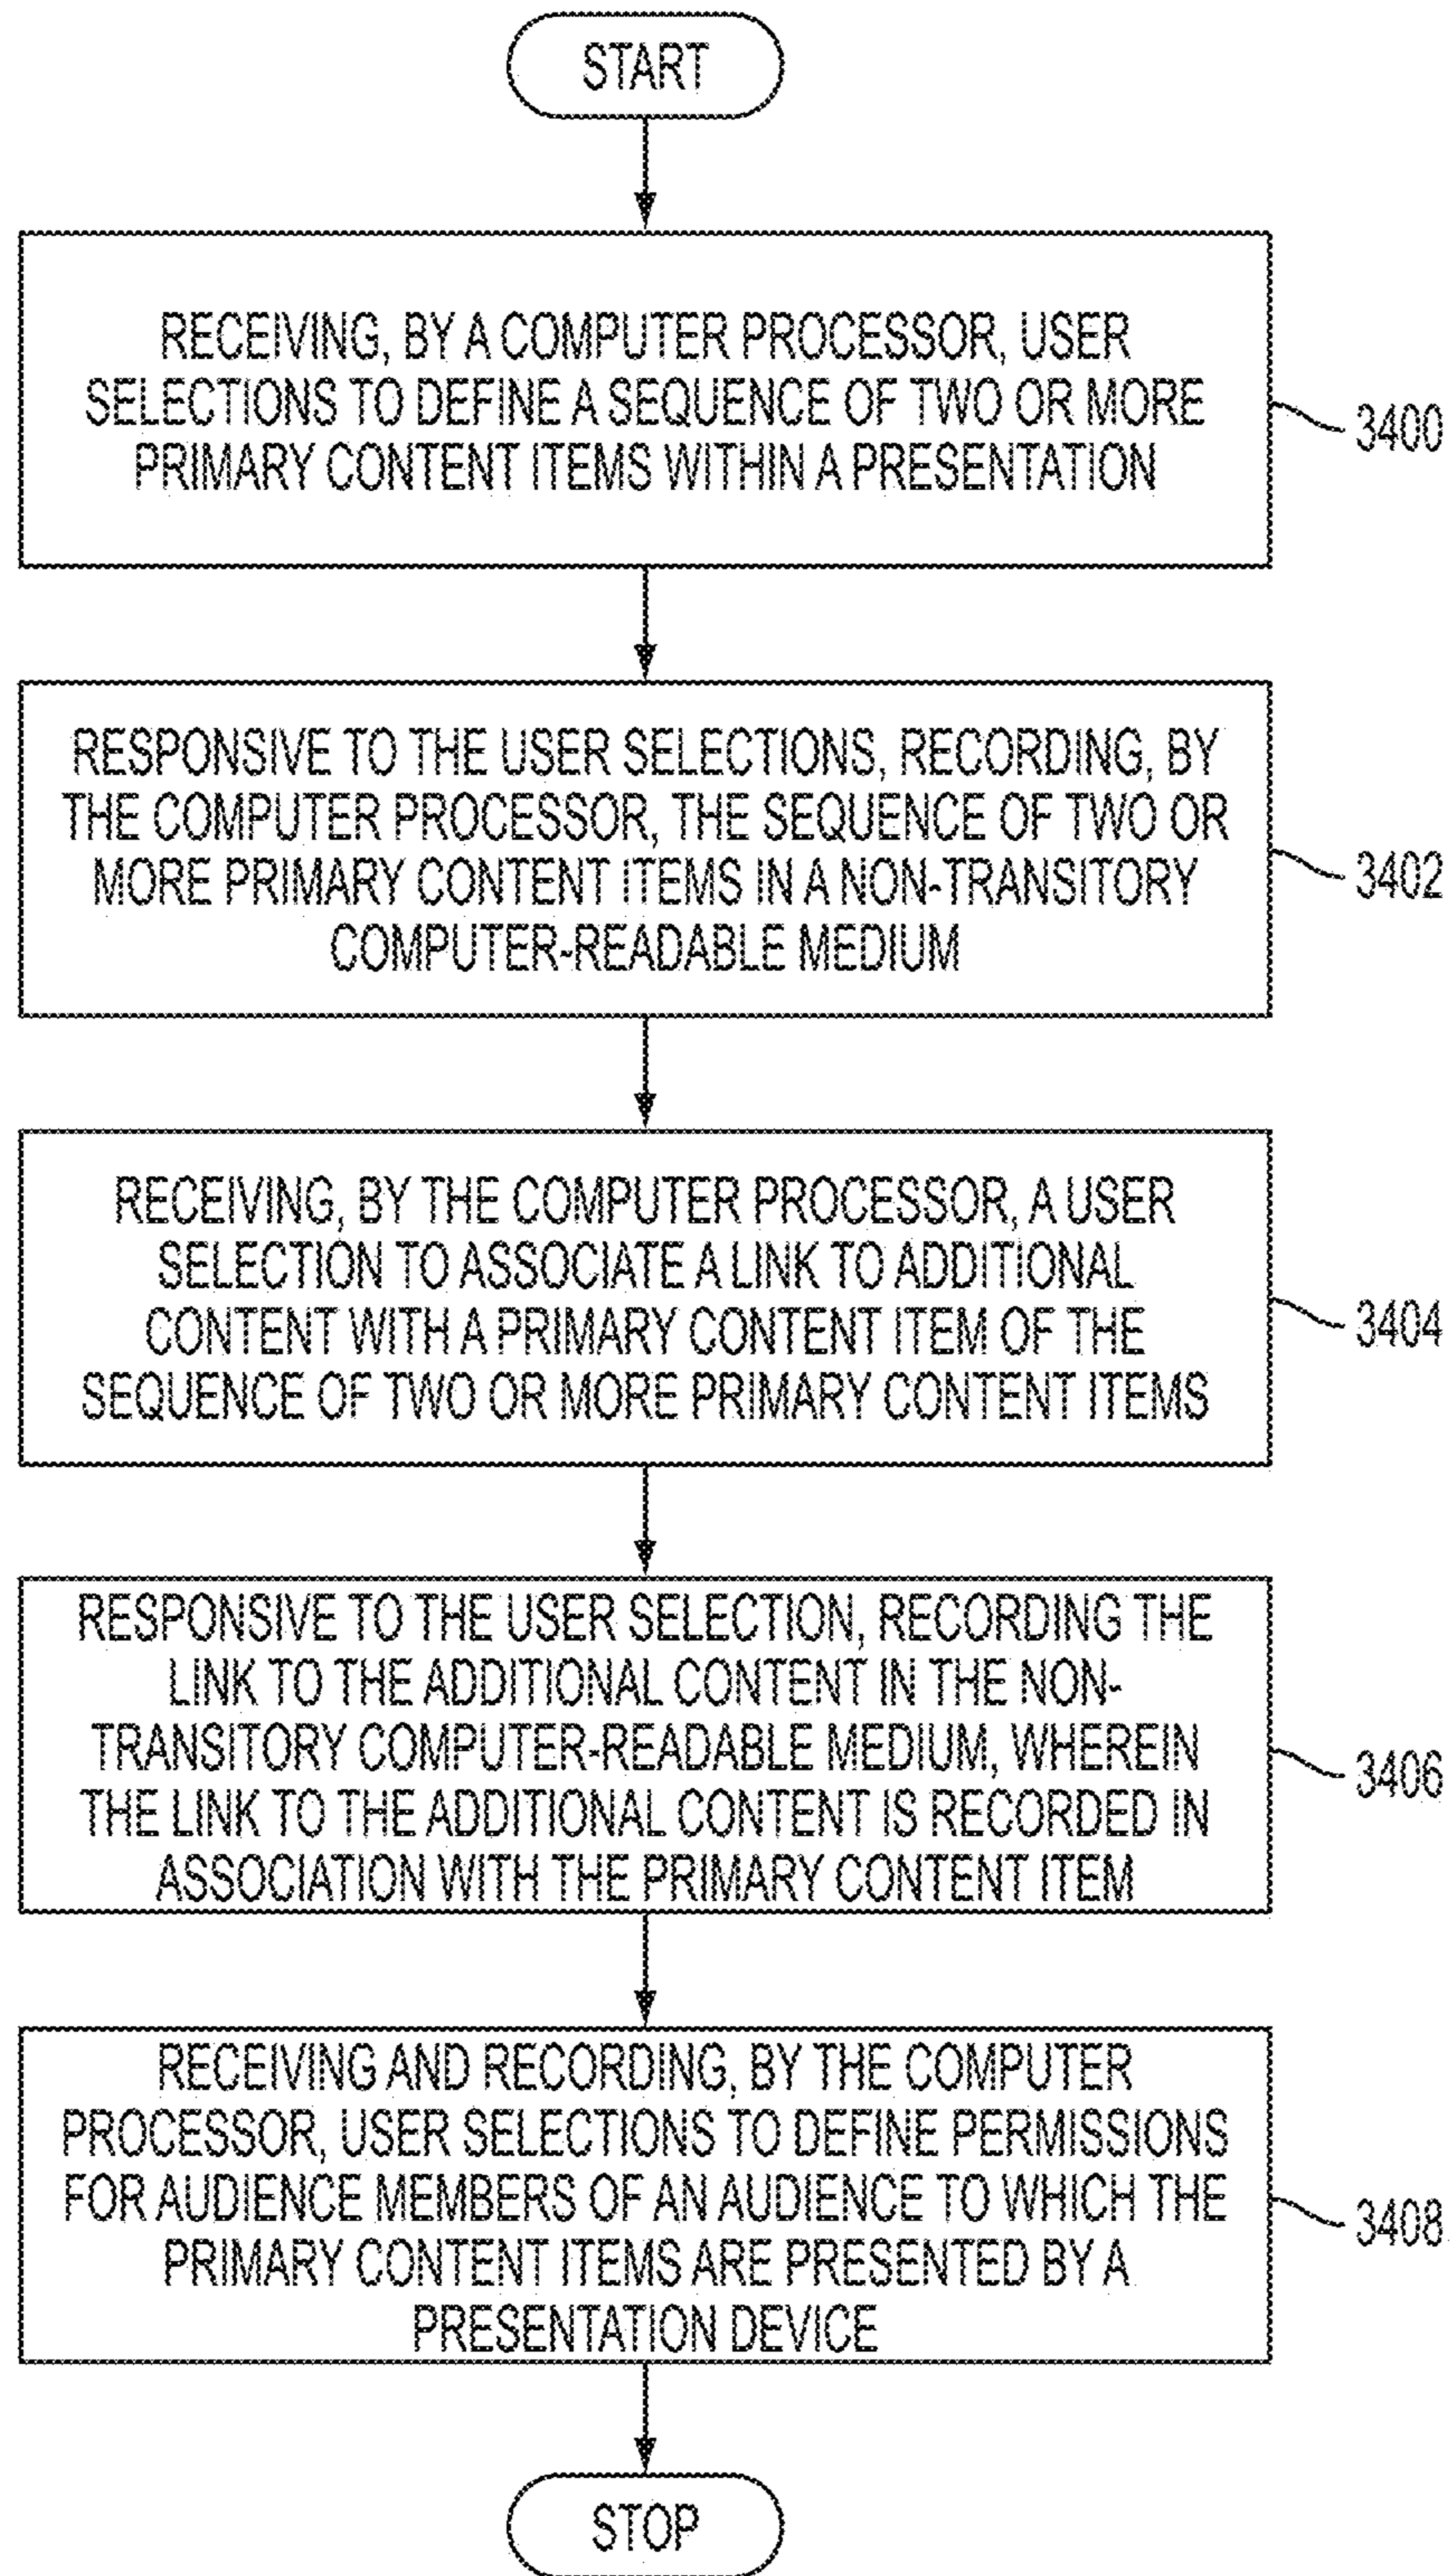 START
RECEIVING, BY A COMPUTER PROCESSOR, USER
SELECTIONS TO DEFINE A SEQUENCE OF TWO OR MORE
PRIMARY CONTENT ITEMS WITHIN A PRESENTATION
3400
RESPONSIVE TO THE USER SELECTIONS, RECORDING, BY
THE COMPUTER PROCESSOR, THE SEQUENCE OF TWO OR
MORE PRIMARY CONTENT ITEMS IN A NON-TRANSITORY
COMPUTER-READABLE MEDIUM
3402
RECEIVING, BY THE COMPUTER PROCESSOR, A USER
SELECTION TO ASSOCIATE A LINK TO ADDITIONAL
CONTENT WITH A PRIMARY CONTENT ITEM OF THE
SEQUENCE OF TWO OR MORE PRIMARY CONTENT ITEMS
3404
RESPONSIVE TO THE USER SELECTION, RECORDING THE
LINK TO THE ADDITIONAL CONTENT IN THE NON-
TRANSITORY COMPUTER-READABLE MEDIUM, WHEREIN
THE LINK TO THE ADDITIONAL CONTENT IS RECORDED IN
ASSOCIATION WITH THE PRIMARY CONTENT ITEM
3406
RECEIVING AND RECORDING, BY THE COMPUTER
PROCESSOR, USER SELECTIONS TO DEFINE PERMISSIONS
FOR AUDIENCE MEMBERS OF AN AUDIENCE TO WHICH THE
PRIMARY CONTENT ITEMS ARE PRESENTED BY A
PRESENTATION DEVICE
3408
STOP